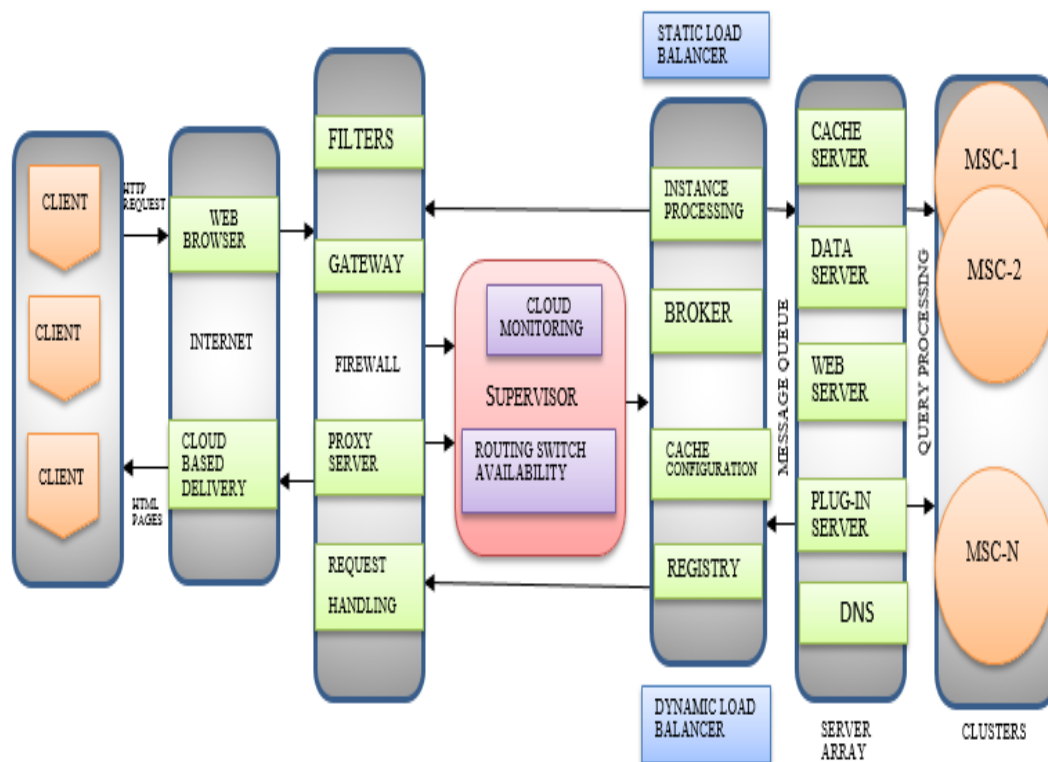 CLIENT
CLIENT
CLIENT
HTTP
REQUEST
HTML
PAGES
WEB
BROWSER
INTERNET
CLOUD
BASED
DELIVERY
FILTERS
GATEWAY
FIREWALL
PROXY
SERVER
REQUEST
HANDLING
CLOUD
MONITORING
SUPERVISOR
ROUTING SWITCH
AVAILABILITY
STATIC LOAD
BALANCER
INSTANCE
PROCESSING
BROKER
CACHE
CONFIGURATION
REGISTRY
DYNAMIC LOAD
BALANCER
MESSAGE QUEUE
CACHE
SERVER
DATA
SERVER
WEB
SERVER
PLUG-IN
SERVER
DNS
SERVER
ARRAY
QUERY PROCESSING
MSC-1
MSC-2
MSC-N
CLUSTERS